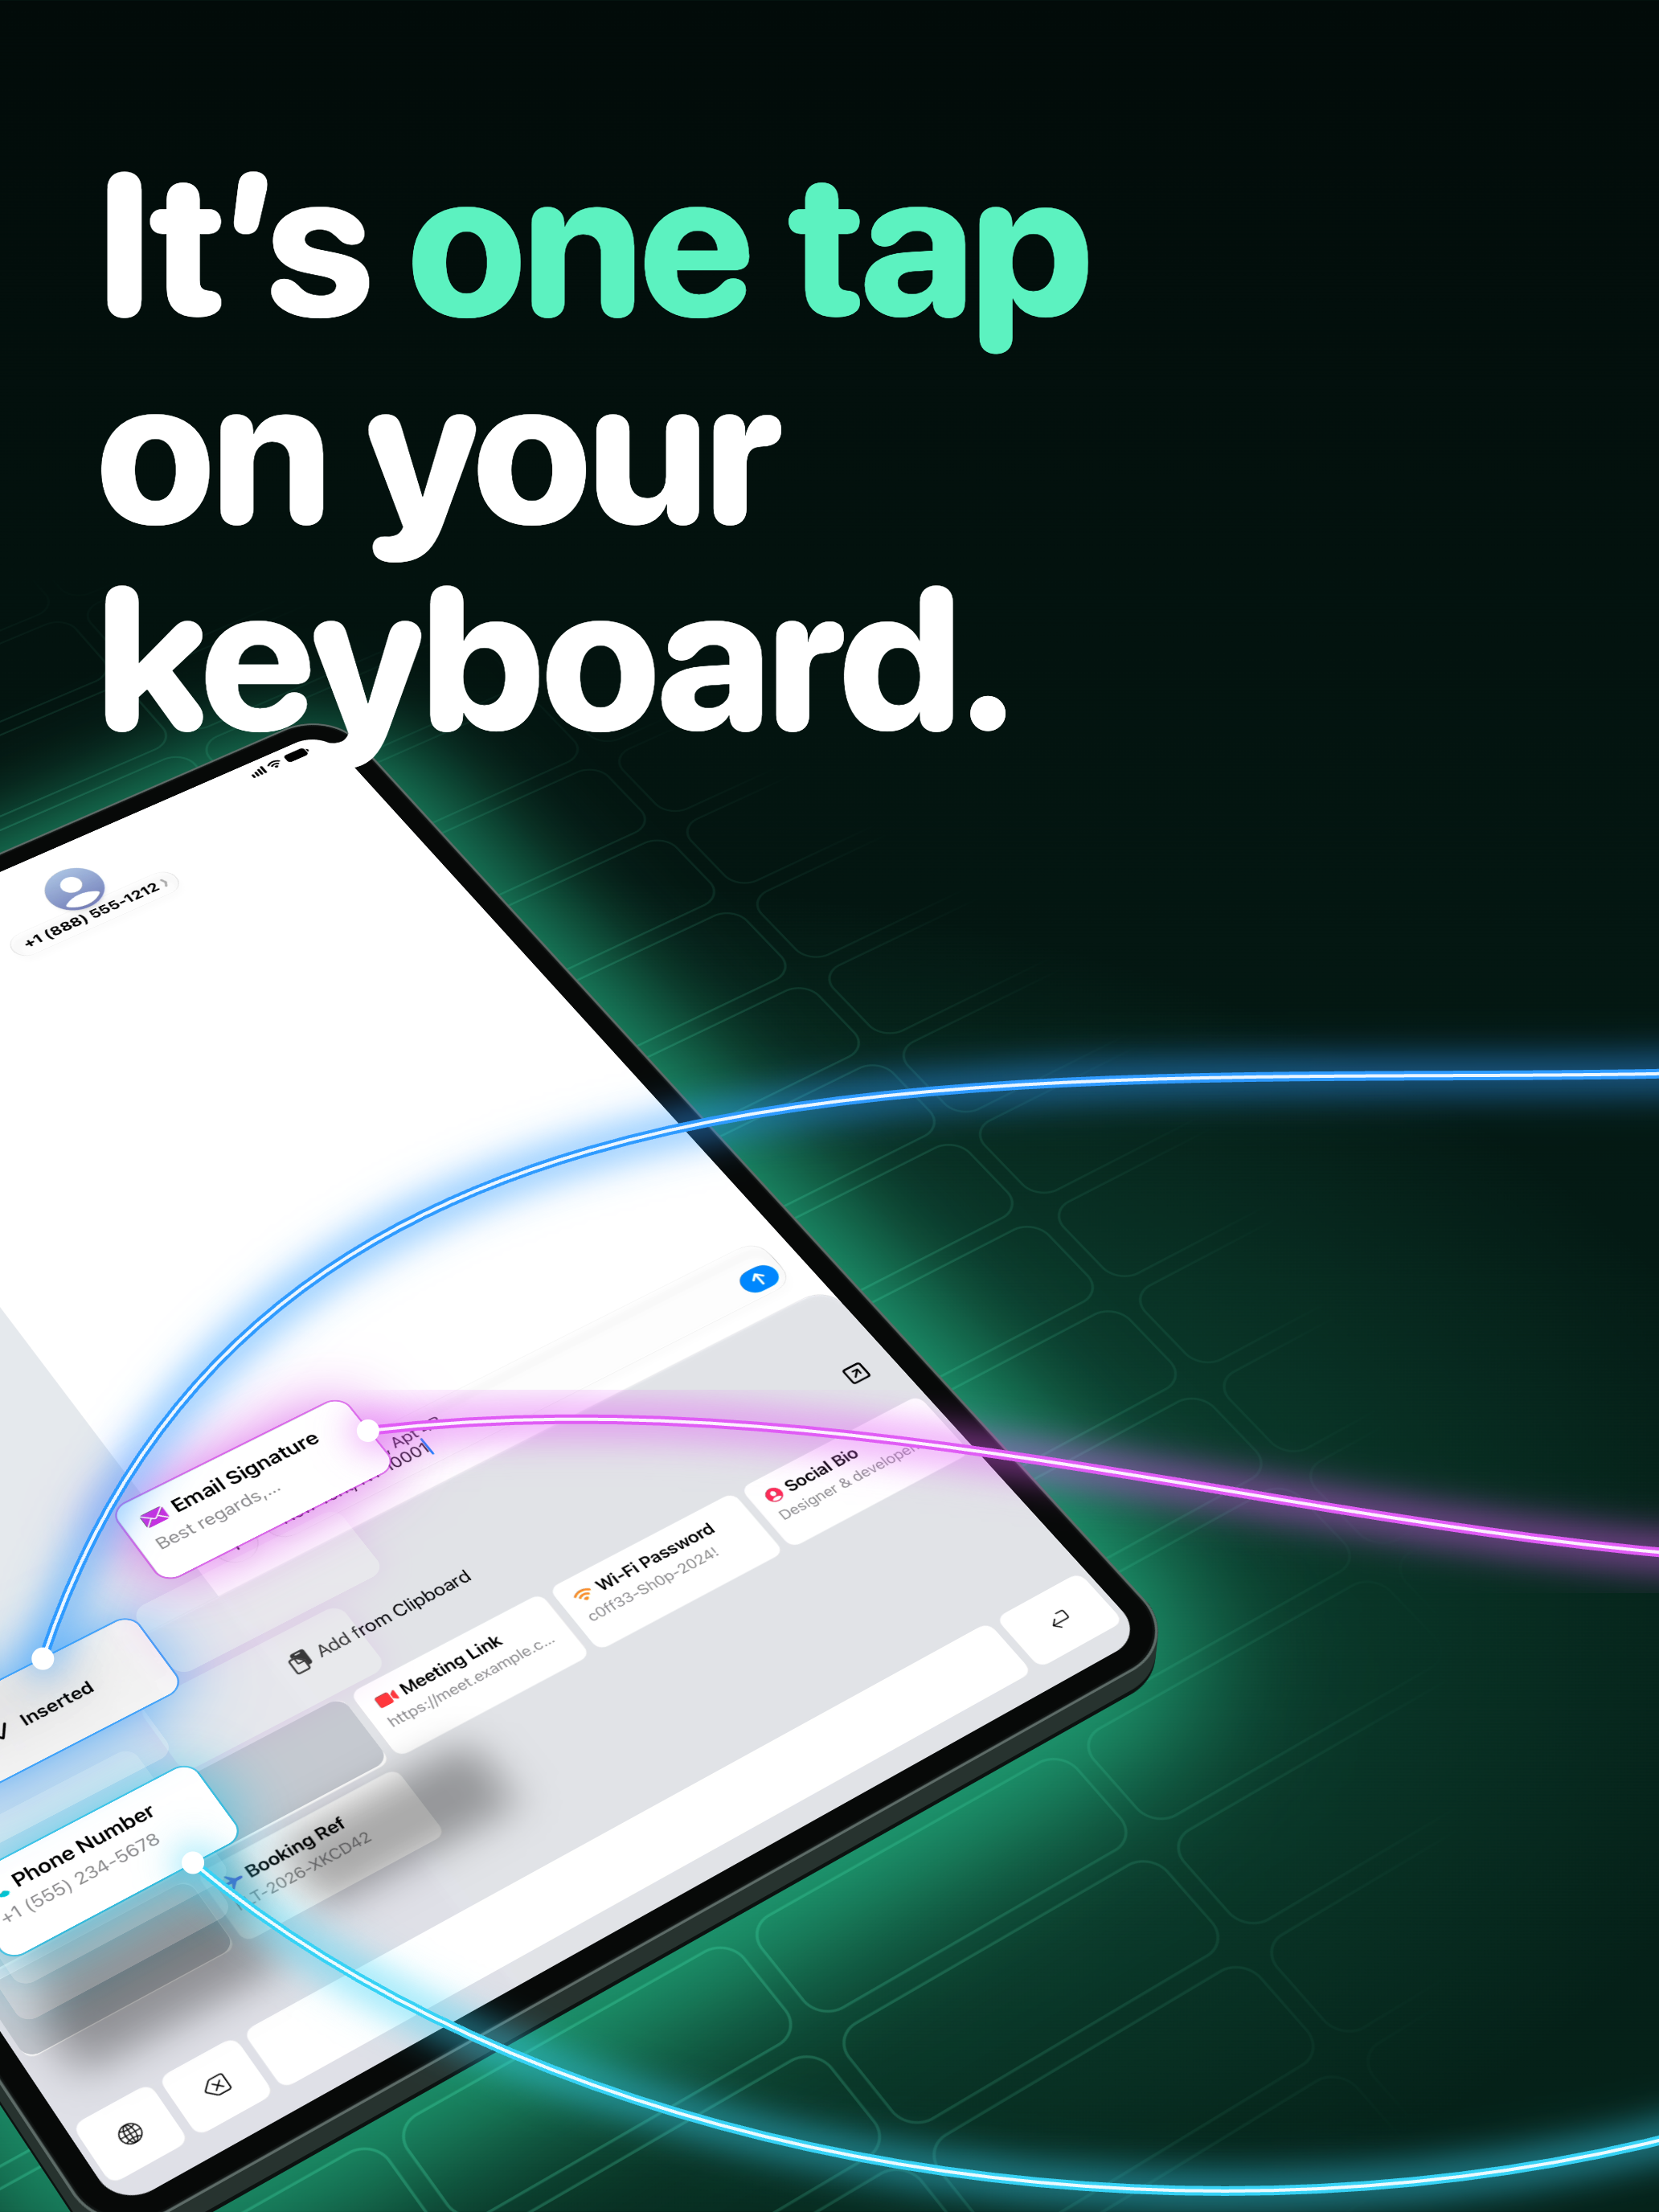 It's one tap
on your
keyboard.
+1 (888) 555-1212
Email Signature
Best regards,...
, Apt
10001
Add from Clipboard
Inserted
Social Bio
Designer & developer
Wi-Fi Password
c0ff33-Sh0p-2024!
Meeting Link
https://meet.example.c...
Phone Number
+1 (555) 234-5678
Booking Ref
T-2026-XKCD42